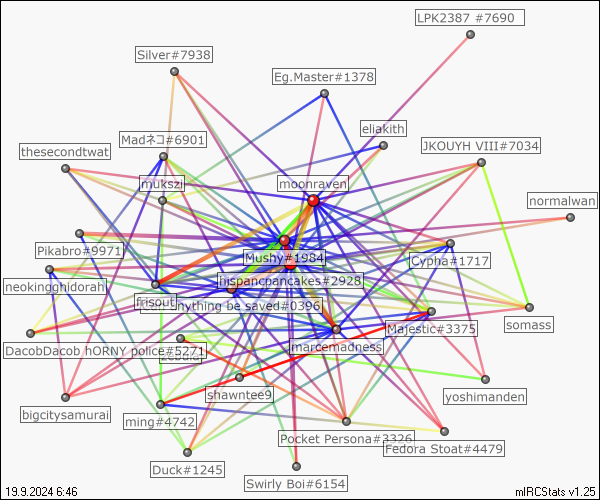 LPK2387 #7690
Silver#7938
Eg.Master#1378
eliakith
Madネコ#6901
JKOUYH VIII#7034
thesecondtwat
mukszi
moonraven
normalwan
Pikabro#9971
Mushy#1984
Cypha#1717
hispancpancakes#2928
neokingghidorah
frisout
nything be saved#0396
somass
Majestic#3375
marcemadness
DacobDacob hORNY police#5271
shawntee9
yoshimanden
bigcitysamurai
ming#4742
Pocket Persona#3326
Fedora Stoat#4479
Duck#1245
Swirly Boi#6154
19.9.2024 6:46
mIRCStats v1.25